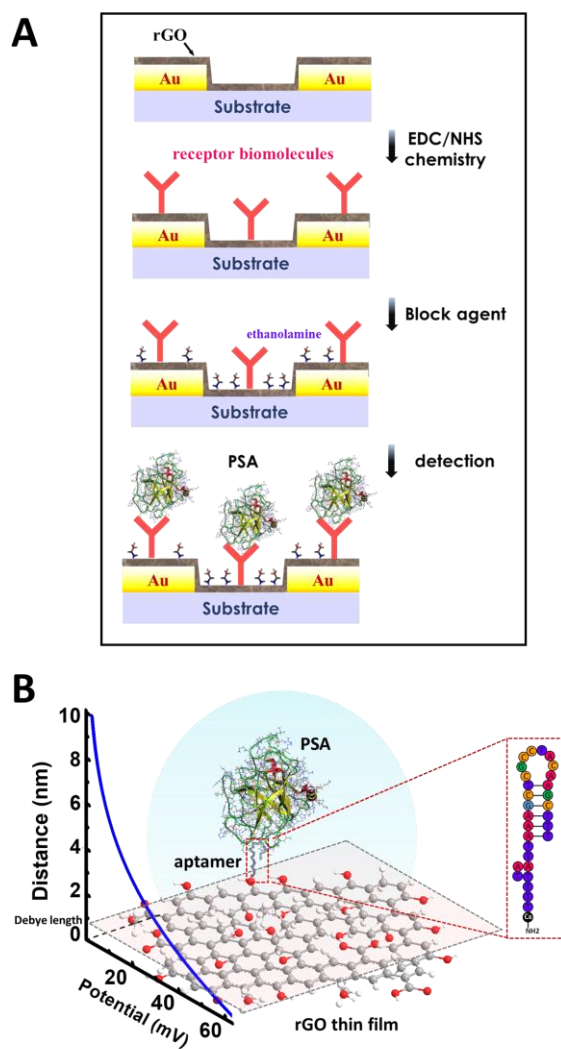 A
rGO
Au
Au
Substrate
EDC/NHS
chemistry
receptor biomolecules
Au
Au
Substrate
Block agent
ethanolamine
Au
Au
Substrate
detection
PSA
Au
Au
Substrate
B
10
8
6
4
2
0
Distance (nm)
Debye length
20
40
60
Potential (mV)
PSA
aptamer
rGO thin film
NH2